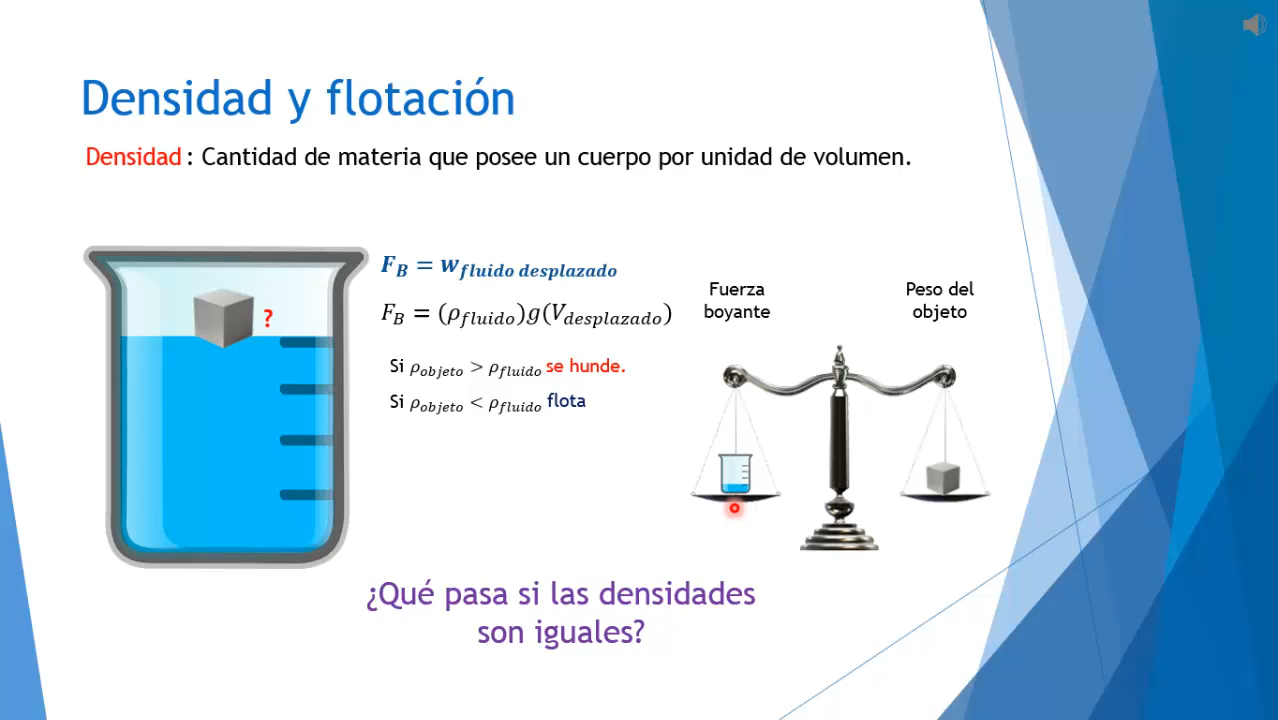 Densidad y flotación
Densidad : Cantidad de materia que posee un cuerpo por unidad de volumen.
?
F_B = w_fluido desplazado
F_B = (ρ_fluido)g(V_desplazado)
Si ρ_objeto > ρ_fluido se hunde.
Si ρ_objeto < ρ_fluido flota
Fuerza
boyante
Peso del
objeto
¿Qué pasa si las densidades
son iguales?